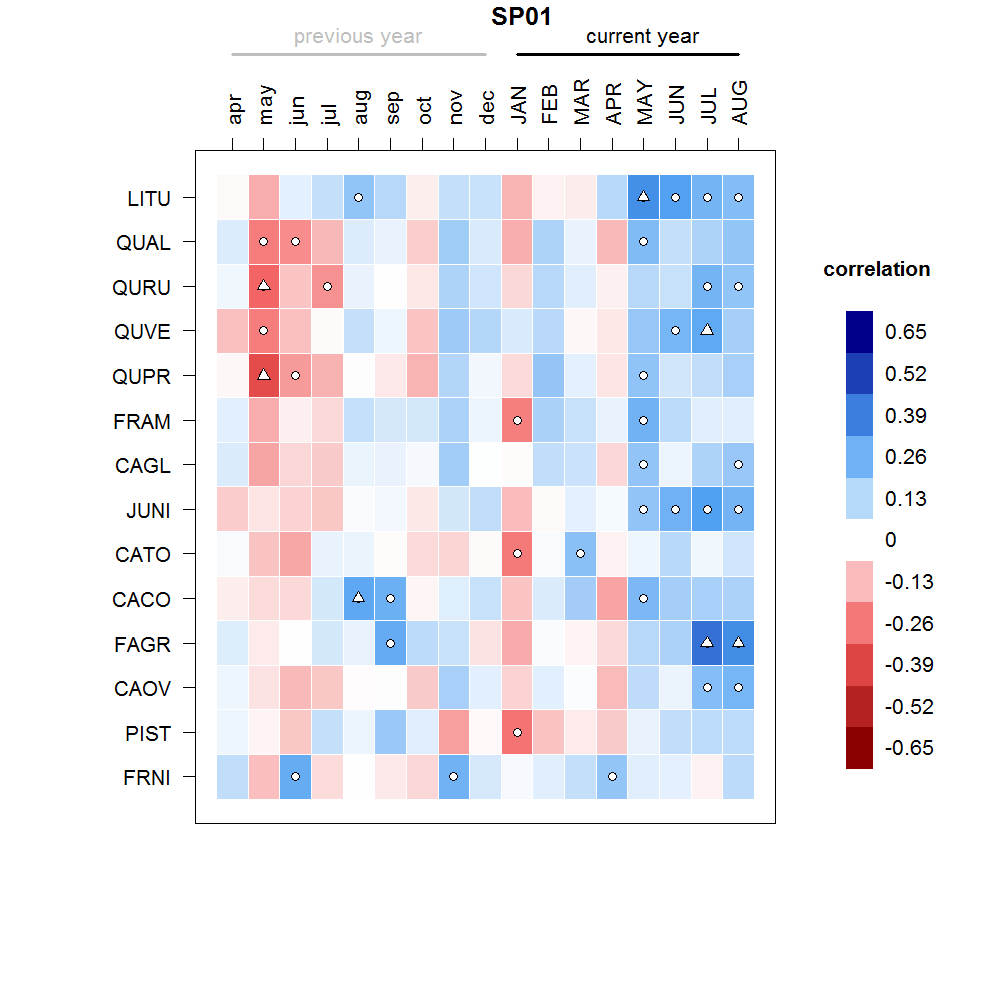 SP01
previous year current year
apr may jun jul aug sep oct nov dec JAN FEB MAR APR MAY JUN JUL AUG
LITU
QUAL
QURU
QUVE
QUPR
FRAM
CAGL
JUNI
CATO
CACO
FAGR
CAOV
PIST
FRNI
correlation
0.65
0.52
0.39
0.26
0.13
0
-0.13
-0.26
-0.39
-0.52
-0.65